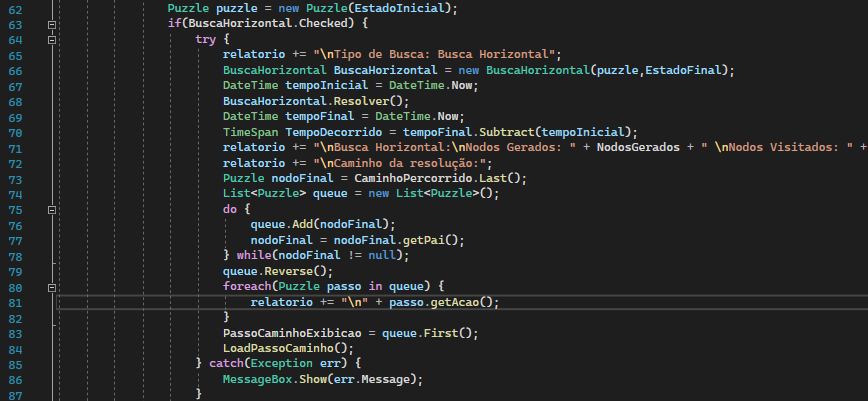 62 Puzzle puzzle = new Puzzle(EstadoInicial);
63 if(BuscaHorizontal.Checked) {
64 try {
65 relatorio += "\nTipo de Busca: Busca Horizontal";
66 BuscaHorizontal BuscaHorizontal = new BuscaHorizontal(puzzle,EstadoFinal);
67 DateTime tempoInicial = DateTime.Now;
68 BuscaHorizontal.Resolver();
69 DateTime tempoFinal = DateTime.Now;
70 TimeSpan TempoDecorrido = tempoFinal.Subtract(tempoInicial);
71 relatorio += "\nBusca Horizontal:\nNodos Gerados: " + NodosGerados + " \nNodos Visitados: " +
72 relatorio += "\nCaminho da resolução:";
73 Puzzle nodoFinal = CaminhoPercorrido.Last();
74 List<Puzzle> queue = new List<Puzzle>();
75 do {
76 queue.Add(nodoFinal);
77 nodoFinal = nodoFinal.getPai();
78 } while(nodoFinal != null);
79 queue.Reverse();
80 foreach(Puzzle passo in queue) {
81 relatorio += "\n" + passo.getAcao();
82 }
83 PassoCaminhoExibicao = queue.First();
84 LoadPassoCaminho();
85 } catch(Exception err) {
86 MessageBox.Show(err.Message);
87 }